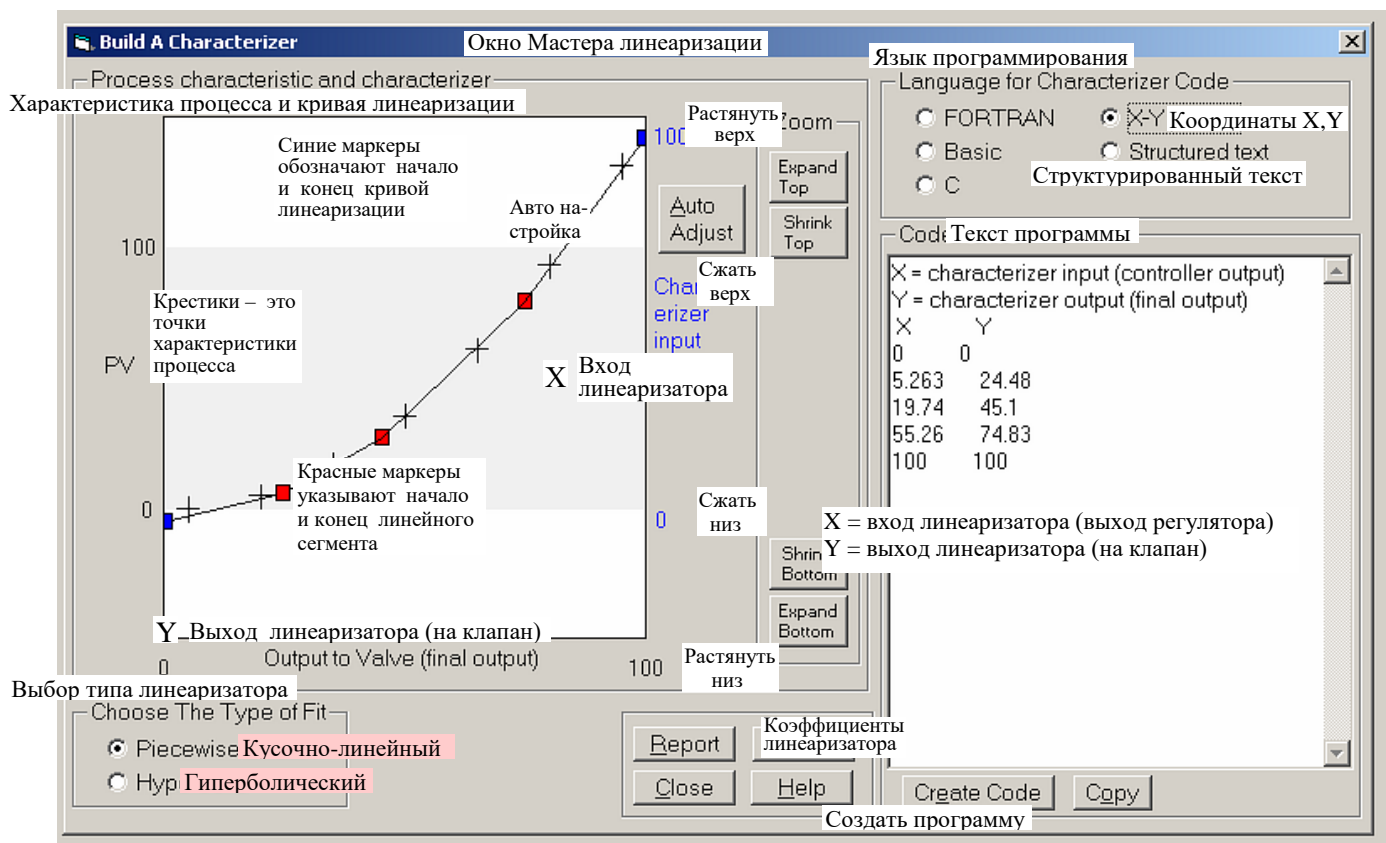 Build A Characterizer
Окно Мастера линеаризации
Process characteristic and characterizer
Характеристика процесса и кривая линеаризации
Синие маркеры
обозначают начало
и конец кривой
линеаризации
Авто на-
стройка
100
Крестики – это
точки
характеристики
процесса
PV
0
Красные маркеры
указывают начало
и конец линейного
сегмента
X Вход
линеаризатора
Y Выход линеаризатора (на клапан)
0
Output to Valve (final output)
100
100
Растянуть
верх
Auto
Adjust
Сжать
верх
erizer
input
Сжать
низ
0
Растянуть
низ
Zoom
Expand
Top
Shrink
Top
Bottom
Expand
Bottom
Выбор типа линеаризатора
Choose The Type of Fit
Piecewise Кусочно-линейный
Гиперболический
Report
Коэффициенты
линеаризатора
Close
Help
Язык программирования
Language for Characterizer Code
FORTRAN
X-Y Координаты X,Y
Basic
Structured text
Структурированный текст
C
Code Текст программы
X = characterizer input (controller output)
Y = characterizer output (final output)
X Y
0 0
5.263 24.48
19.74 45.1
55.26 74.83
100 100
X = вход линеаризатора (выход регулятора)
Y = выход линеаризатора (на клапан)
Create Code
Copy
Создать программу